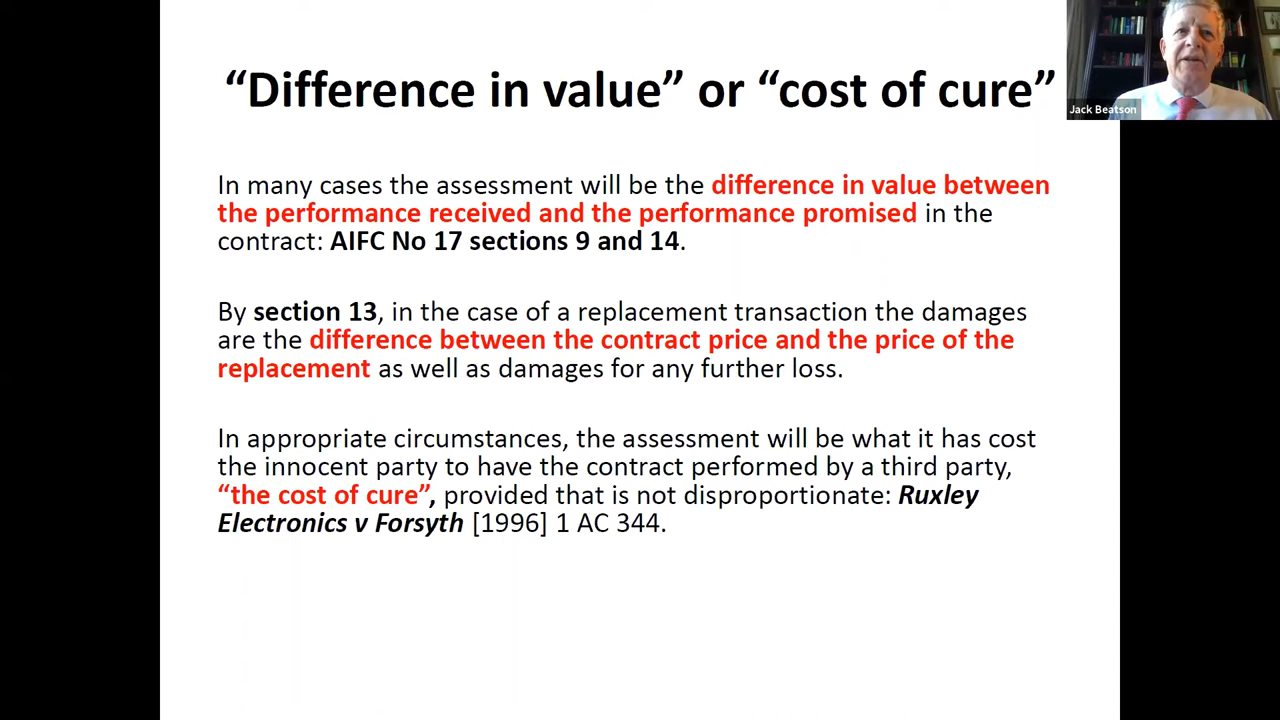 “Difference in value” or “cost of cure”
Jack Beatson
In many cases the assessment will be the difference in value between
the performance received and the performance promised in the
contract: AIFC No 17 sections 9 and 14.
By section 13, in the case of a replacement transaction the damages
are the difference between the contract price and the price of the
replacement as well as damages for any further loss.
In appropriate circumstances, the assessment will be what it has cost
the innocent party to have the contract performed by a third party,
“the cost of cure”, provided that is not disproportionate: Ruxley
Electronics v Forsyth [1996] 1 AC 344.